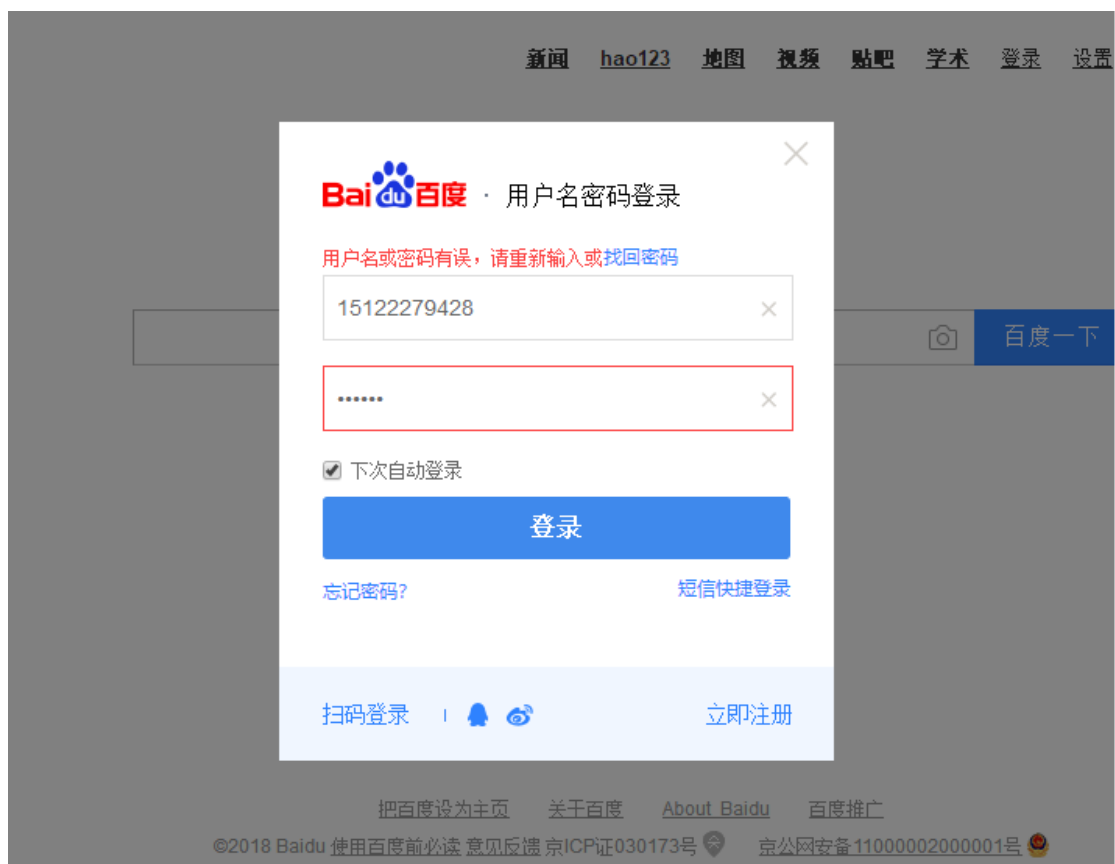 新闻 hao123 地图 视频 贴吧 学术 登录 设置
Bai du 百度 · 用户名密码登录
用户名或密码有误，请重新输入或找回密码
15122279428
百度一下
••••••
下次自动登录
登录
忘记密码? 短信快捷登录
扫码登录 立即注册
把百度设为主页 关于百度 About Baidu 百度推广
©2018 Baidu 使用百度前必读 意见反馈 京ICP证030173号 京公网安备11000002000001号